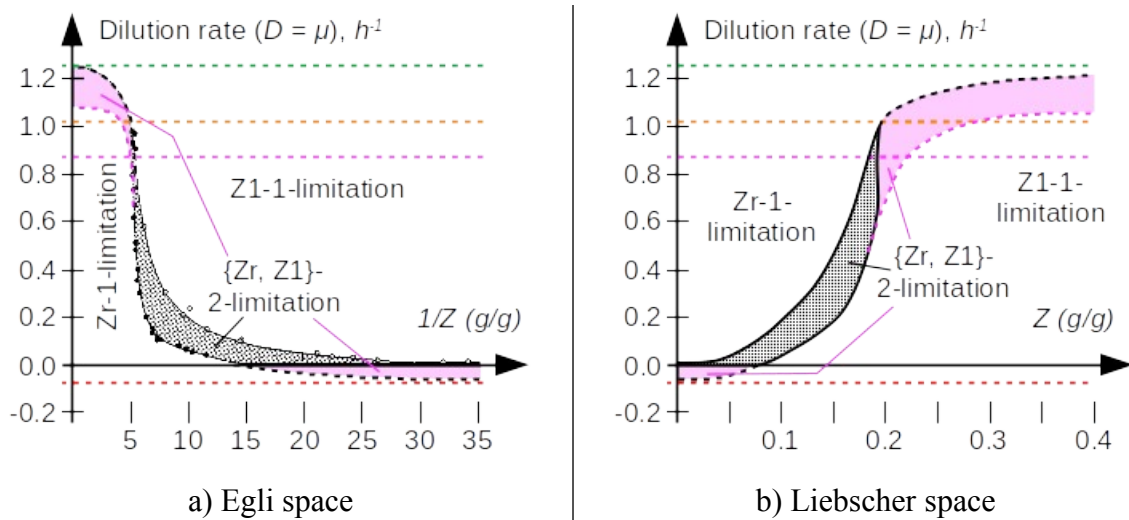 Dilution rate (D = μ), h⁻¹
1.2
1.0
0.8
0.6
0.4
0.2
0.0
-0.2
Zr-1-limitation
Z1-1-limitation
{Zr, Z1}-
2-limitation
1/Z (g/g)
5 10 15 20 25 30 35
a) Egli space
Dilution rate (D = μ), h⁻¹
1.2
1.0
0.8
0.6
0.4
0.2
0.0
-0.2
Zr-1-
limitation
Z1-1-
limitation
{Zr, Z1}-
2-limitation
Z (g/g)
0.1 0.2 0.3 0.4
b) Liebscher space